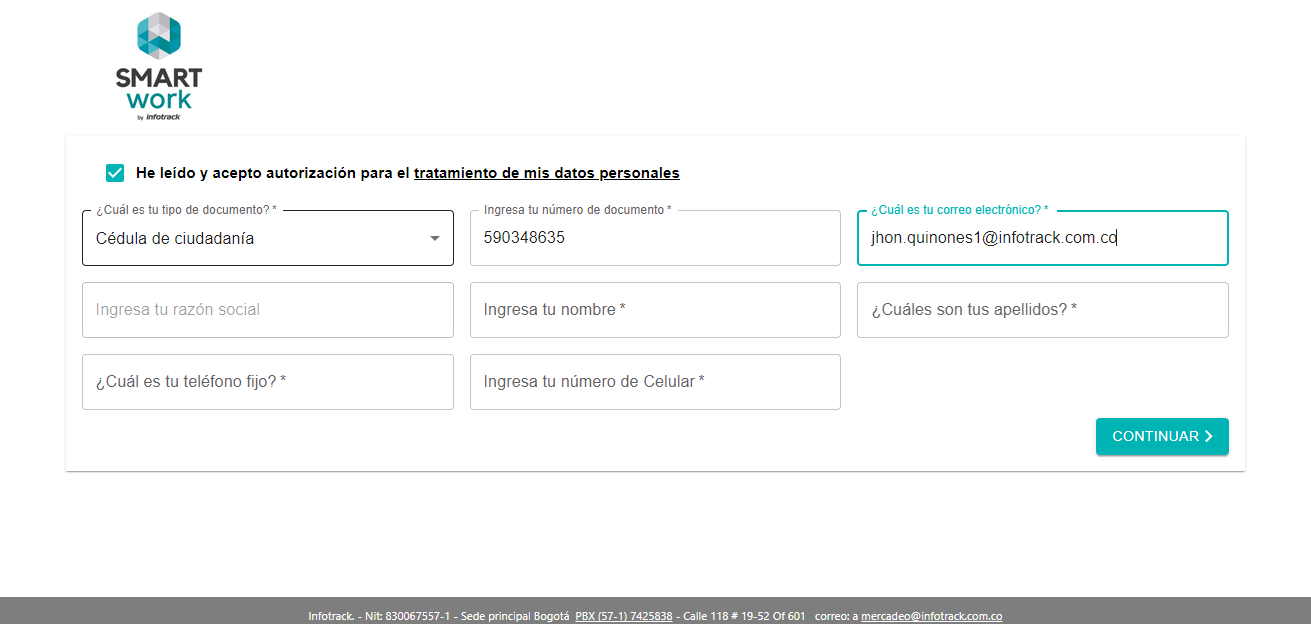 SMART
work
by infotrack
He leído y acepto autorización para el tratamiento de mis datos personales
¿Cuál es tu tipo de documento? *
Cédula de ciudadanía
Ingresa tu número de documento *
590348635
¿Cuál es tu correo electrónico? *
jhon.quinones1@infotrack.com.co
Ingresa tu razón social
Ingresa tu nombre *
¿Cuáles son tus apellidos? *
¿Cuál es tu teléfono fijo? *
Ingresa tu número de Celular *
CONTINUAR
Infotrack. - Nit: 830067557-1 - Sede principal Bogotá PBX (57-1) 7425838 - Calle 118 # 19-52 Of 601 correo: a mercadeo@infotrack.com.co